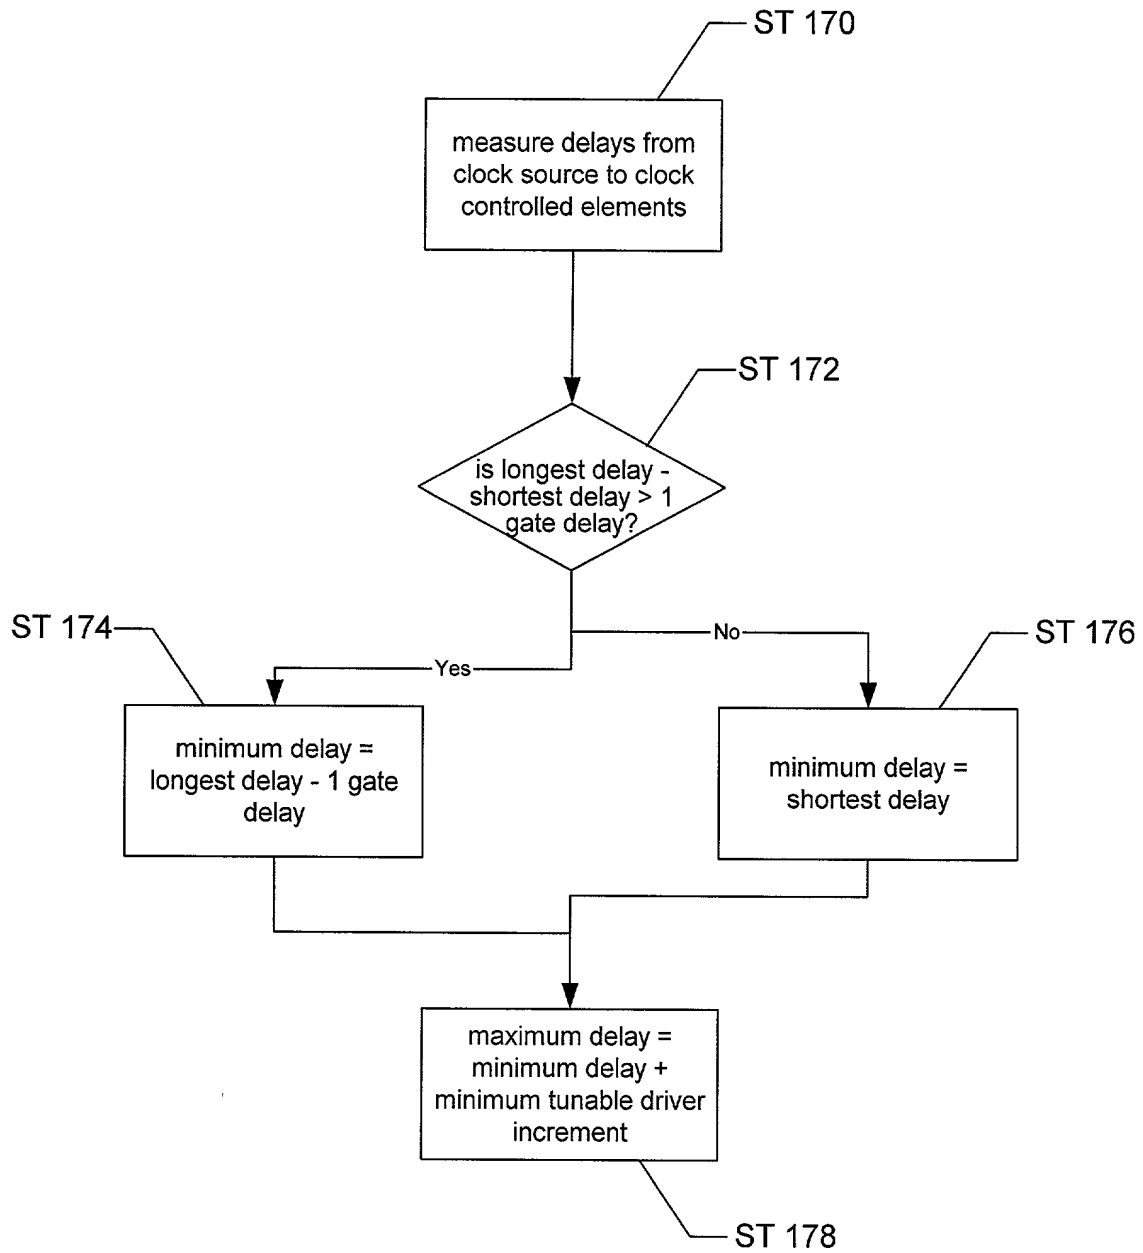 ST 170
measure delays from
clock source to clock
controlled elements
ST 172
is longest delay -
shortest delay > 1
gate delay?
ST 174
No
ST 176
Yes
minimum delay =
longest delay - 1 gate
delay
minimum delay =
shortest delay
maximum delay =
minimum delay +
minimum tunable driver
increment
ST 178